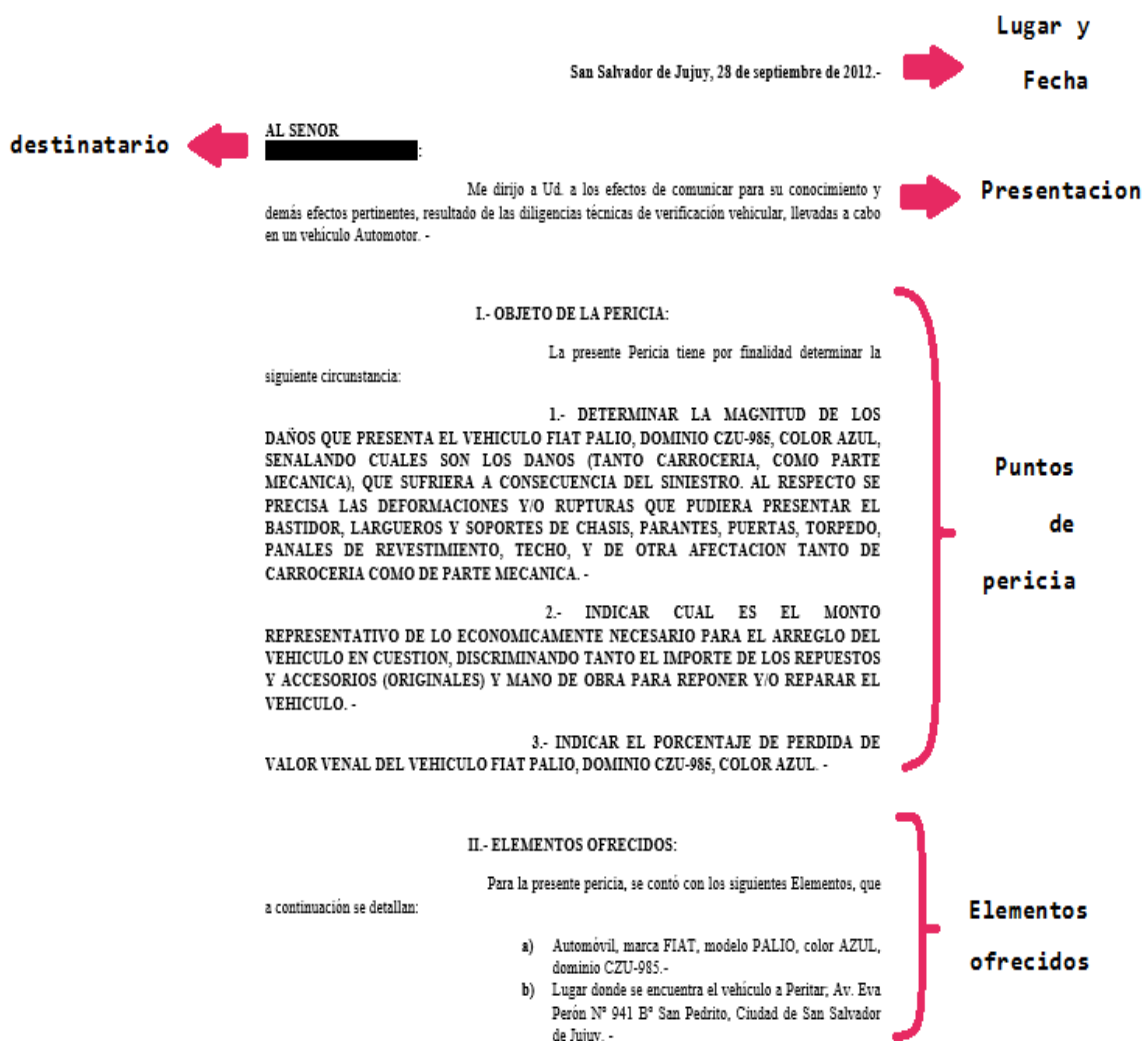 Lugar y
Fecha
San Salvador de Jujuy, 28 de septiembre de 2012.-
destinatario
AL SENOR
:
Me dirijo a Ud. a los efectos de comunicar para su conocimiento y
demás efectos pertinentes, resultado de las diligencias técnicas de verificación vehicular, llevadas a cabo
en un vehículo Automotor. -
Presentacion
I.- OBJETO DE LA PERICIA:
La presente Pericia tiene por finalidad determinar la
siguiente circunstancia:
1.- DETERMINAR LA MAGNITUD DE LOS
DAÑOS QUE PRESENTA EL VEHICULO FIAT PALIO, DOMINIO CZU-985, COLOR AZUL,
SENALANDO CUALES SON LOS DANOS (TANTO CARROCERIA, COMO PARTE
MECANICA), QUE SUFRIERA A CONSECUENCIA DEL SINIESTRO. AL RESPECTO SE
PRECISA LAS DEFORMACIONES Y/O RUPTURAS QUE PUDIERA PRESENTAR EL
BASTIDOR, LARGUEROS Y SOPORTES DE CHASIS, PARANTES, PUERTAS, TORPEDO,
PANALES DE REVESTIMIENTO, TECHO, Y DE OTRA AFECTACION TANTO DE
CARROCERIA COMO DE PARTE MECANICA. -
2.- INDICAR CUAL ES EL MONTO
REPRESENTATIVO DE LO ECONOMICAMENTE NECESARIO PARA EL ARREGLO DEL
VEHICULO EN CUESTION, DISCRIMINANDO TANTO EL IMPORTE DE LOS REPUESTOS
Y ACCESORIOS (ORIGINALES) Y MANO DE OBRA PARA REPONER Y/O REPARAR EL
VEHICULO. -
3.- INDICAR EL PORCENTAJE DE PERDIDA DE
VALOR VENAL DEL VEHICULO FIAT PALIO, DOMINIO CZU-985, COLOR AZUL. -
Puntos
de
pericia
II.- ELEMENTOS OFRECIDOS:
Para la presente pericia, se contó con los siguientes Elementos, que
a continuación se detallan:
a) Automóvil, marca FIAT, modelo PALIO, color AZUL,
dominio CZU-985.-
b) Lugar donde se encuentra el vehículo a Peritar; Av. Eva
Perón Nº 941 Bº San Pedrito, Ciudad de San Salvador
de Jujuy. -
Elementos
ofrecidos